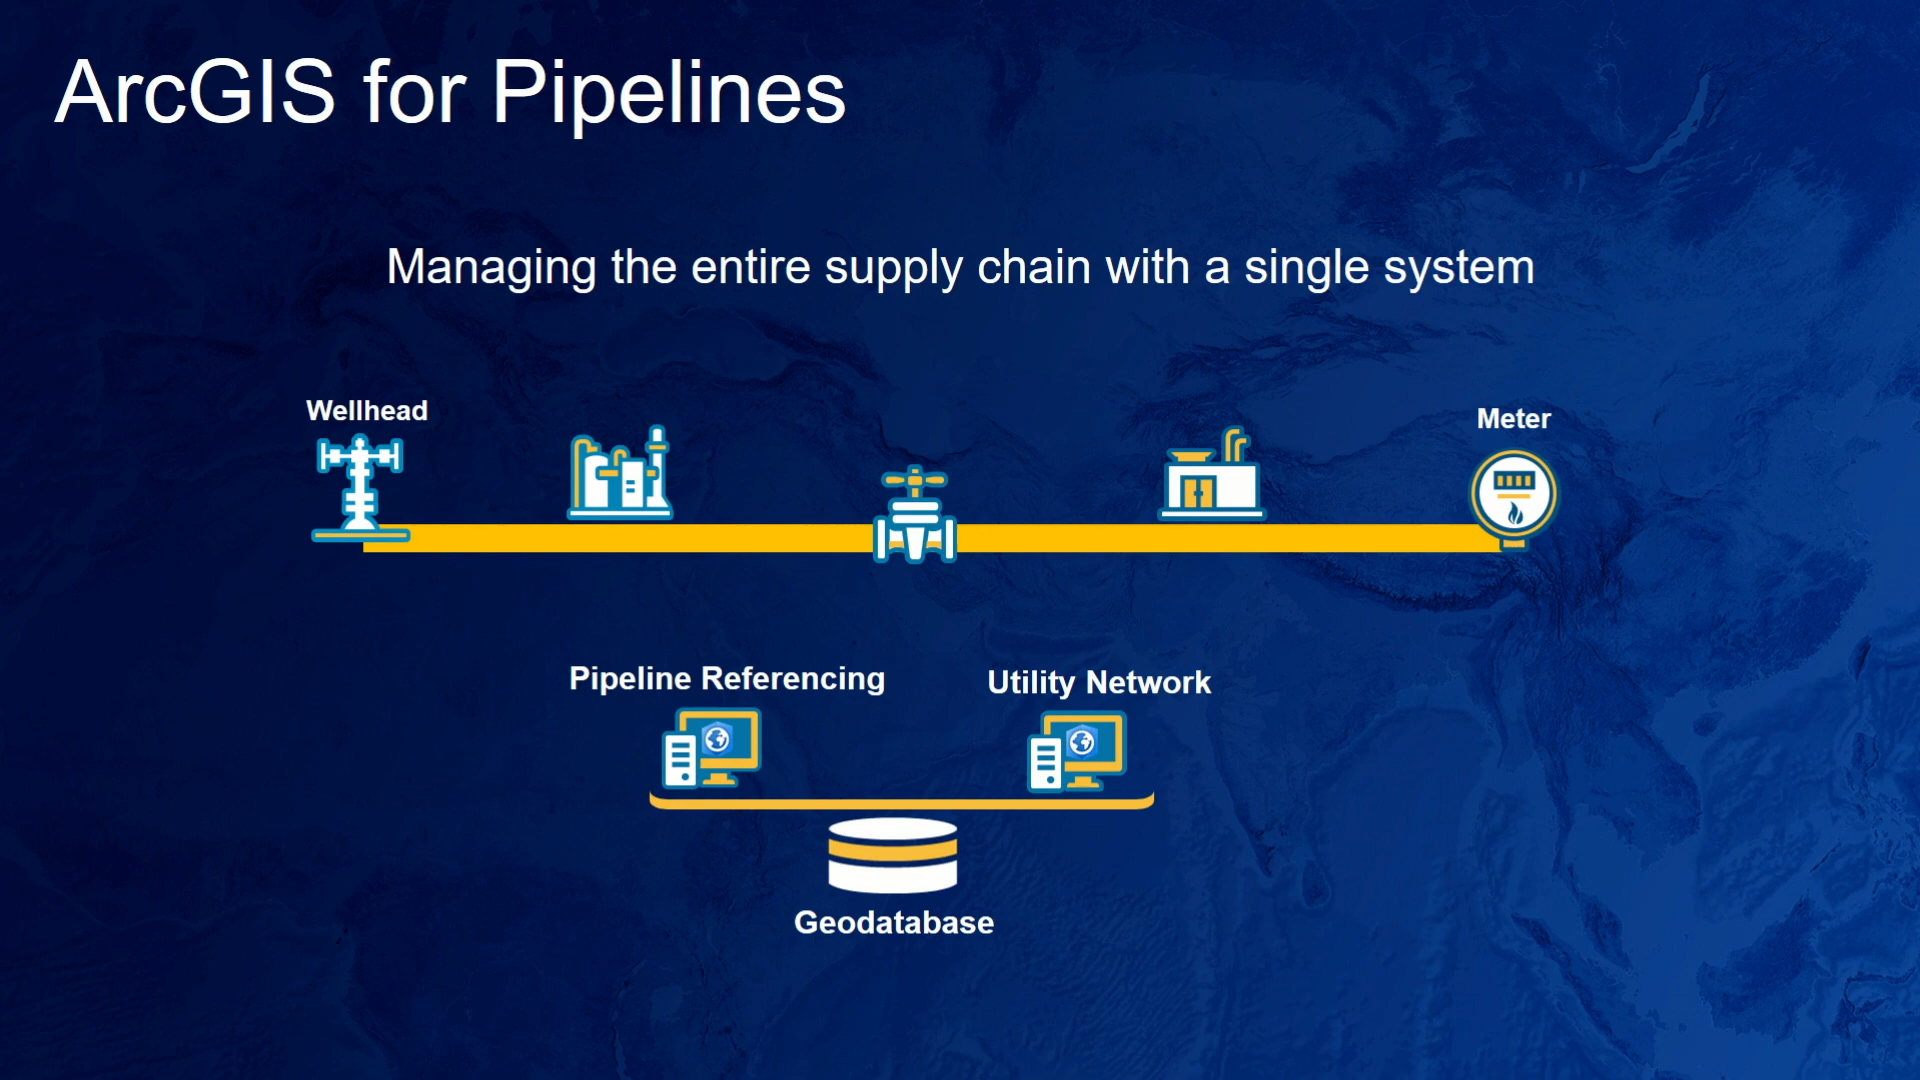 ArcGIS for Pipelines
Managing the entire supply chain with a single system
Wellhead
Meter
Pipeline Referencing
Utility Network
Geodatabase